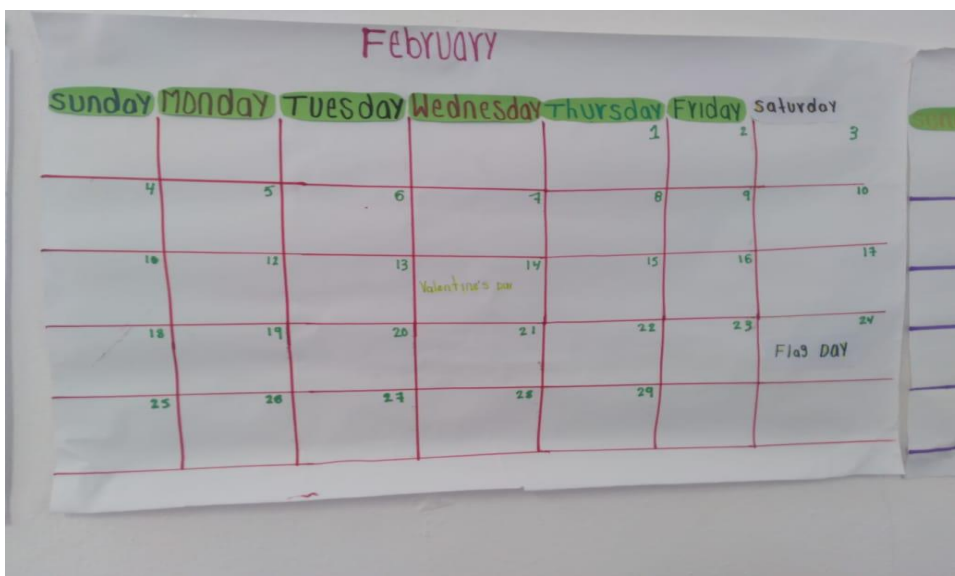 February
Sunday Monday Tuesday Wednesday Thursday Friday Saturday
1 2 3
4 5 6 7 8 9 10
12 13 14 15 16 17
Valentine's
18 19 20 21 22 23 24
Flag DAY
25 26 27 28 29